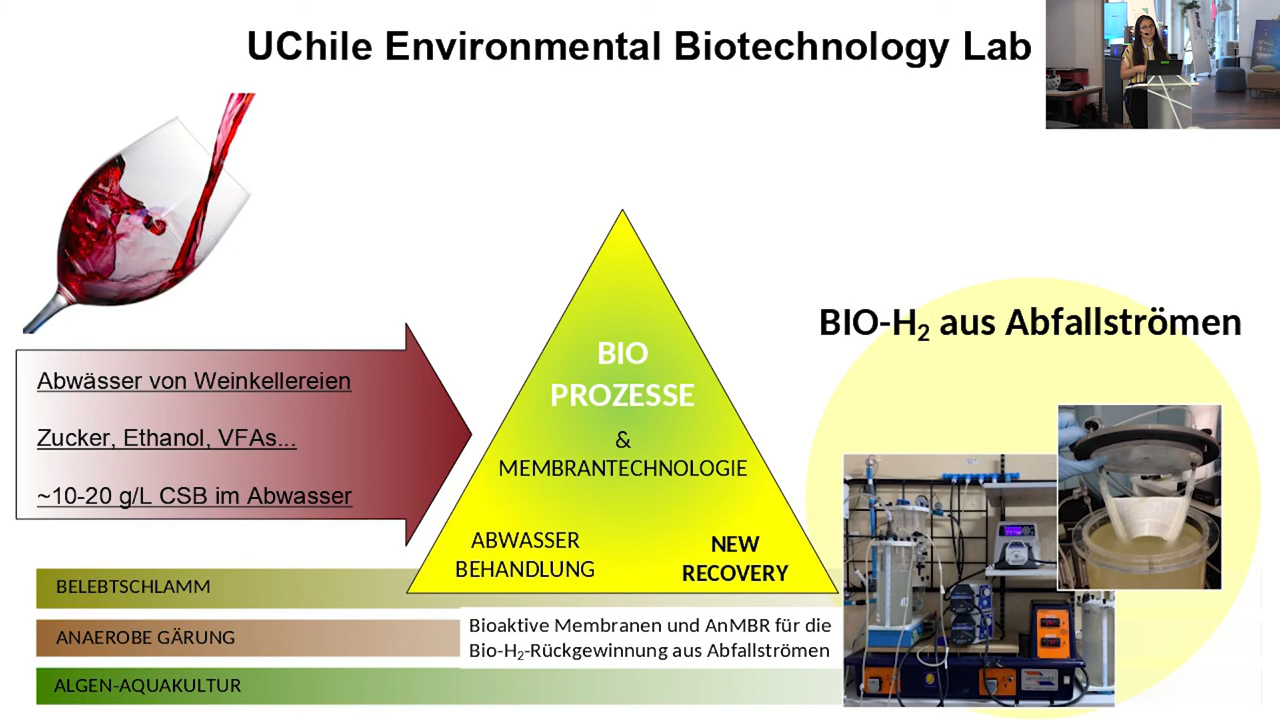 UChile Environmental Biotechnology Lab
BIO-H₂ aus Abfallströmen
Abwässer von Weinkellereien
Zucker, Ethanol, VFAs...
~10-20 g/L CSB im Abwasser
BIO
PROZESSE
&
MEMBRANTECHNOLOGIE
ABWASSER
BEHANDLUNG
NEW
RECOVERY
BELEBTSCHLAMM
ANAEROBE GÄRUNG
ALGEN-AQUAKULTUR
Bioaktive Membranen und AnMBR für die
Bio-H₂-Rückgewinnung aus Abfallströmen